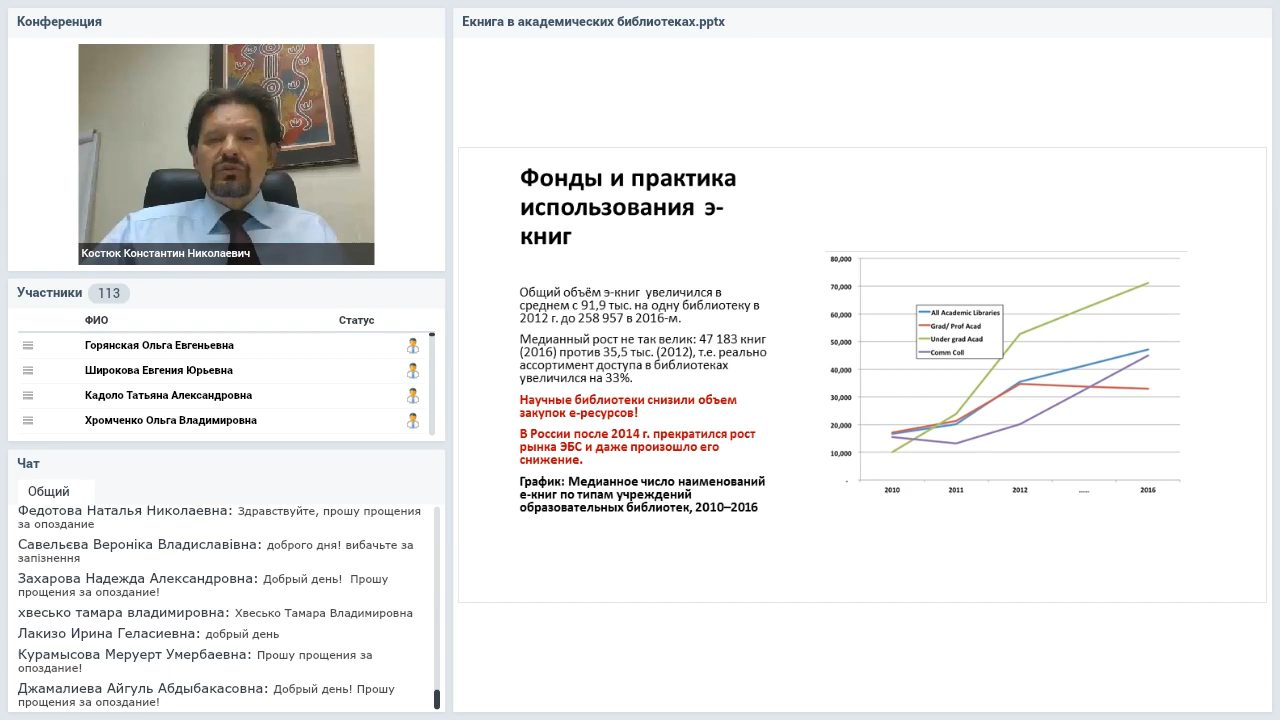 Конференция
Костюк Константин Николаевич
Участники 113
ФИО Статус
Горянская Ольга Евгеньевна
Широкова Евгения Юрьевна
Кадоло Татьяна Александровна
Хромченко Ольга Владимировна
Чат
Общий
Федотова Наталья Николаевна: Здравствуйте, прошу прощения
за опоздание
Савельєва Вероніка Владиславівна: доброго дня! вибачьте за
запізнення
Захарова Надежда Александровна: Добрый день! Прошу
прощения за опоздание!
хвесько тамара владимировна: Хвесько Тамара Владимировна
Лакизо Ирина Геласиевна: добрый день
Курамысова Меруерт Умербаевна: Прошу прощения за
опоздание!
Джамалиева Айгуль Абдыбакасовна: Добрый день! Прошу
прощения за опоздание!
Екнига в академических библиотеках.pptx
Фонды и практика
использования э-
книг
Общий объём э-книг увеличился в
среднем с 91,9 тыс. на одну библиотеку в
2012 г. до 258 957 в 2016-м.
Медианный рост не так велик: 47 183 книг
(2016) против 35,5 тыс. (2012), т.е. реально
ассортимент доступа в библиотеках
увеличился на 33%.
Научные библиотеки снизили объем
закупок е-ресурсов!
В России после 2014 г. прекратился рост
рынка ЭБС и даже произошло его
снижение.
График: Медианное число наименований
е-книг по типам учреждений
образовательных библиотек, 2010–2016
80,000
70,000
60,000
50,000
40,000
30,000
20,000
10,000
-
All Academic Libraries
Grad/ Prof Acad
Under grad Acad
Comm Coll
2010 2011 2012 ...... 2016